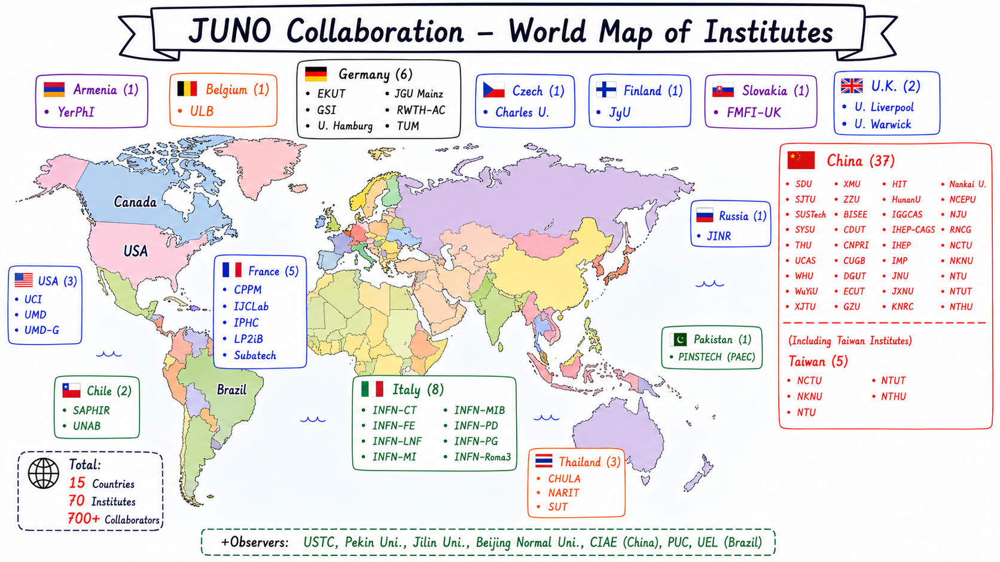 JUNO Collaboration – World Map of Institutes
Armenia (1)
• YerPhI
Belgium (1)
• ULB
Germany (6)
• EKUT
• GSI
• U. Hamburg
• JGU Mainz
• RWTH-AC
• TUM
Czech (1)
• Charles U.
Finland (1)
• JyU
Slovakia (1)
• FMFI-UK
U.K. (2)
• U. Liverpool
• U. Warwick
China (37)
• SDU
• SJTU
• SUSTech
• SYSU
• THU
• UCAS
• WHU
• WuYiU
• XJTU
• XMU
• ZZU
• BISEE
• CDUT
• CNPRI
• CUGB
• DGUT
• ECUT
• GZU
• HIT
• HunanU
• IGGCAS
• IHEP-CAGS
• IHEP
• IMP
• JNU
• JXNU
• KNRC
• Nankai U.
• NCEPU
• NJU
• RNCG
• NCTU
• NKNU
• NTU
• NTUT
• NTHU
(Including Taiwan Institutes)
Taiwan (5)
• NCTU
• NKNU
• NTU
• NTUT
• NTHU
Canada
USA
Brazil
Russia (1)
• JINR
USA (3)
• UCI
• UMD
• UMD-G
France (5)
• CPPM
• IJCLab
• IPHC
• LP2iB
• Subatech
Pakistan (1)
• PINSTECH (PAEC)
Chile (2)
• SAPHIR
• UNAB
Italy (8)
• INFN-CT
• INFN-FE
• INFN-LNF
• INFN-MI
• INFN-MIB
• INFN-PD
• INFN-PG
• INFN-Roma3
Thailand (3)
• CHULA
• NARIT
• SUT
Total:
15 Countries
70 Institutes
700+ Collaborators
+Observers: USTC, Pekin Uni., Jilin Uni., Beijing Normal Uni., CIAE (China), PUC, UEL (Brazil)